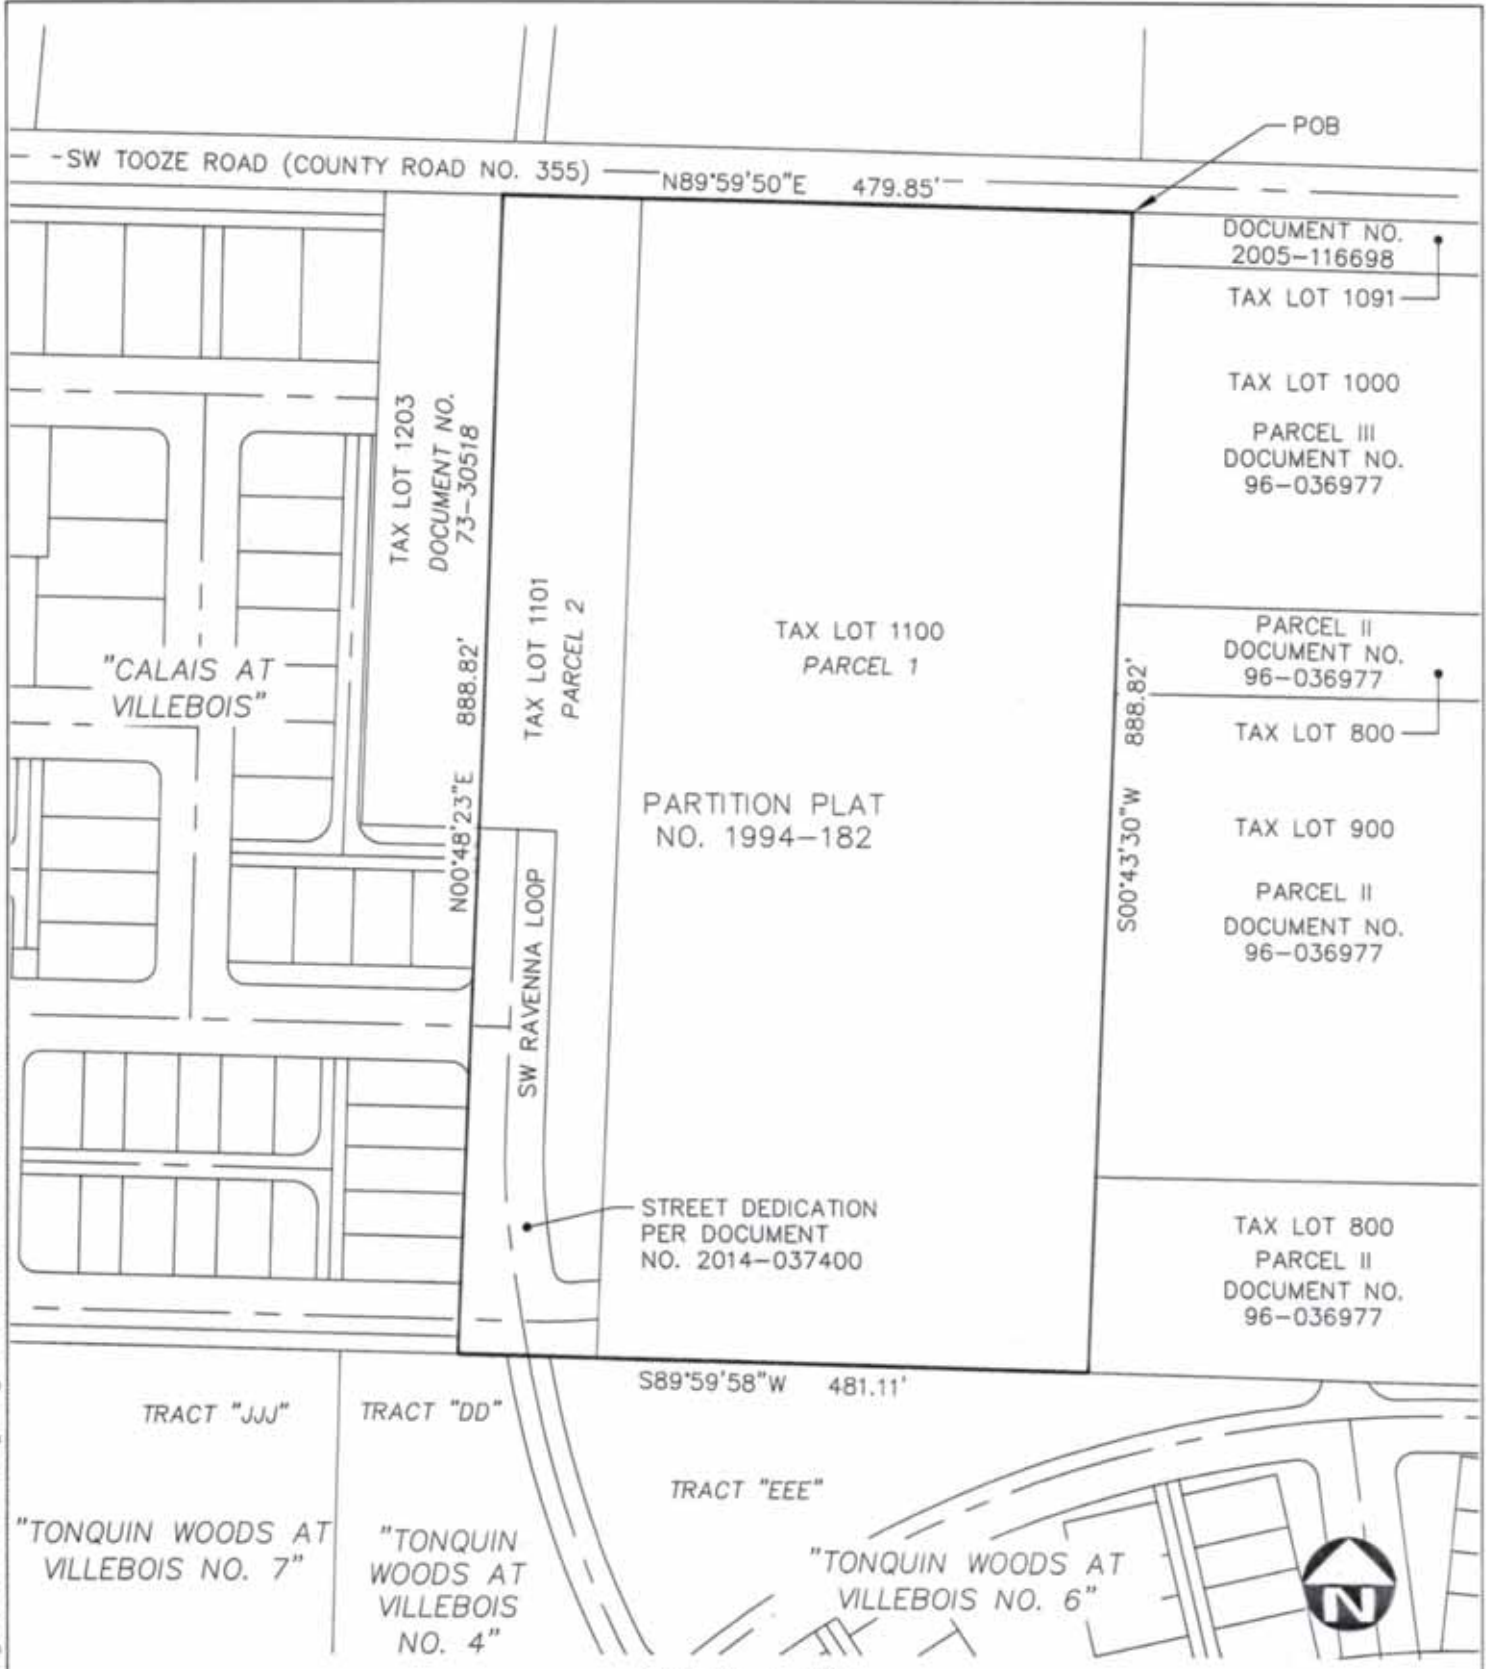 POB
-SW TOOZE ROAD (COUNTY ROAD NO. 355)
N89°59'50"E 479.85'
DOCUMENT NO.
2005-116698
TAX LOT 1091
TAX LOT 1000
PARCEL III
DOCUMENT NO.
96-036977
TAX LOT 1203
DOCUMENT NO.
73-30518
TAX LOT 1101
PARCEL 2
TAX LOT 1100
PARCEL 1
PARCEL II
DOCUMENT NO.
96-036977
TAX LOT 800
"CALAIS AT
VILLEBOIS"
N00°48'23"E 888.82'
S00°43'30"W 888.82'
PARTITION PLAT
NO. 1994-182
TAX LOT 900
PARCEL II
DOCUMENT NO.
96-036977
SW RAVENNA LOOP
STREET DEDICATION
PER DOCUMENT
NO. 2014-037400
TAX LOT 800
PARCEL II
DOCUMENT NO.
96-036977
S89°59'58"W 481.11'
TRACT "JJJ"
TRACT "DD"
TRACT "EEE"
"TONQUIN WOODS AT
VILLEBOIS NO. 7"
"TONQUIN
WOODS AT
VILLEBOIS
NO. 4"
"TONQUIN WOODS AT
VILLEBOIS NO. 6"
N